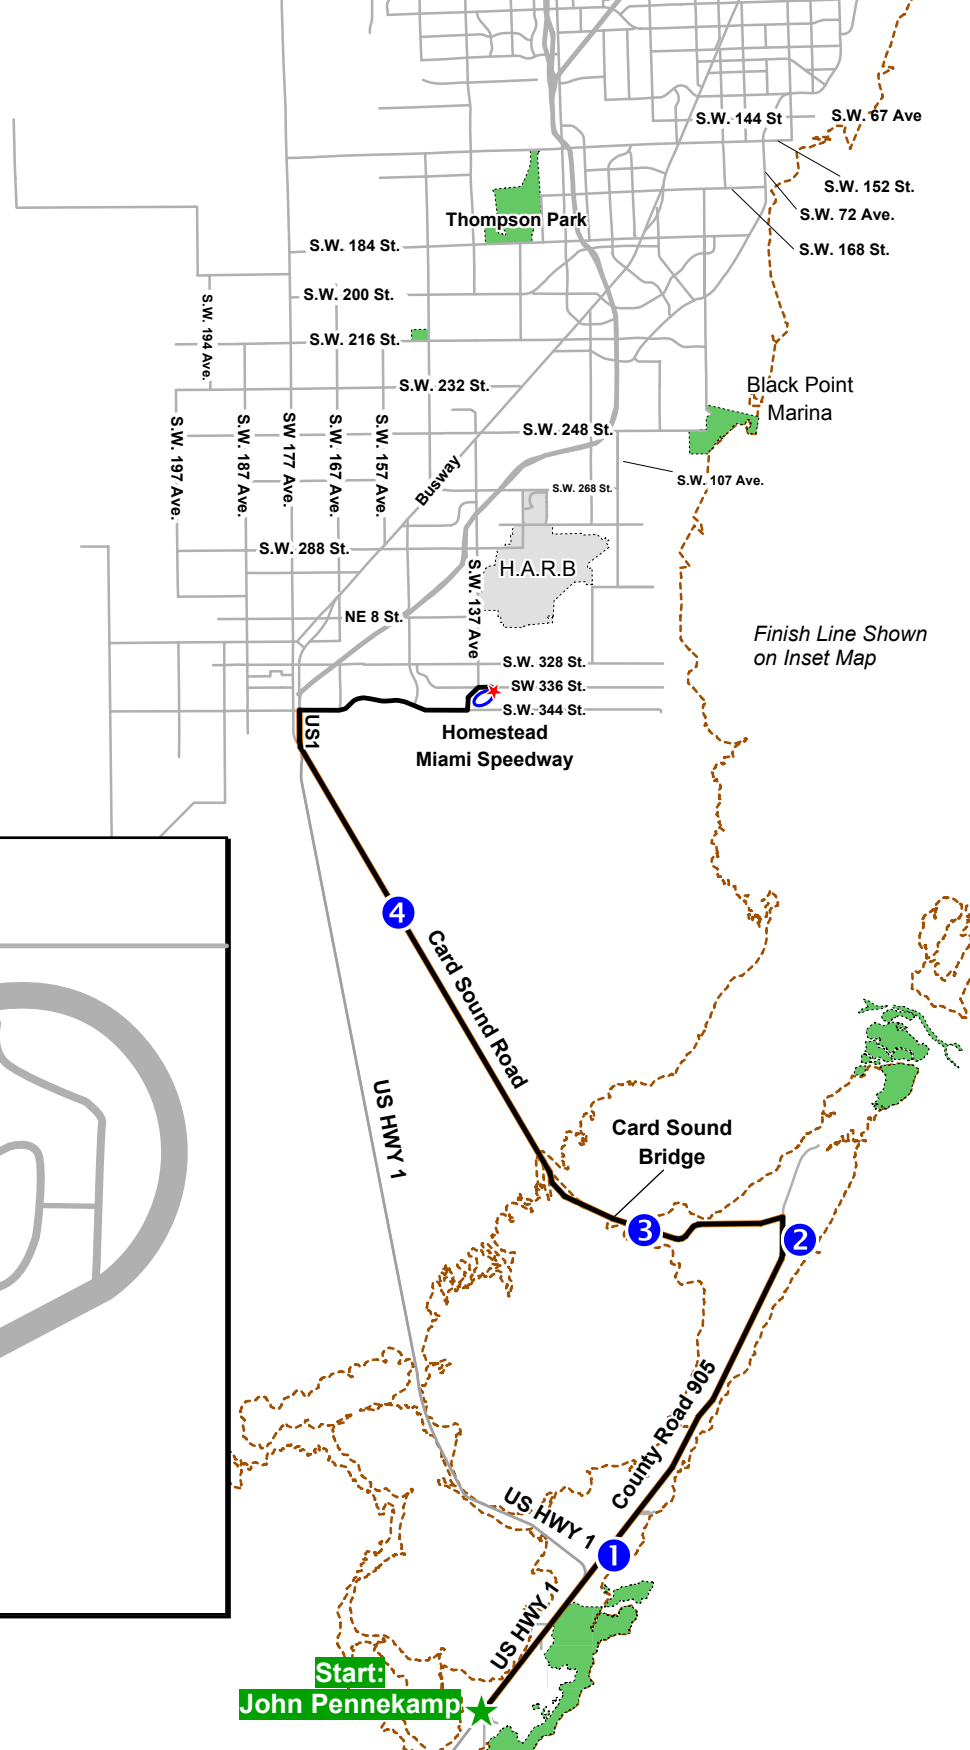 S.W. 144 St
S.W. 67 Ave
S.W. 152 St.
S.W. 72 Ave.
S.W. 168 St.
Thompson Park
S.W. 184 St.
S.W. 200 St.
S.W. 194 Ave.
S.W. 216 St.
S.W. 232 St.
Black Point
Marina
S.W. 197 Ave.
S.W. 187 Ave.
SW 177 Ave.
S.W. 167 Ave.
S.W. 157 Ave.
S.W. 248 St.
Busway
S.W. 107 Ave.
S.W. 268 St.
S.W. 288 St.
H.A.R.B
S.W. 137 Ave
NE 8 St.
Finish Line Shown
on Inset Map
S.W. 328 St.
SW 336 St.
S.W. 344 St.
US1
Homestead
Miami Speedway
4
Card Sound Road
US HWY 1
Card Sound
Bridge
3
2
County Road 905
US HWY 1
1
US HWY 1
Start:
John Pennekamp